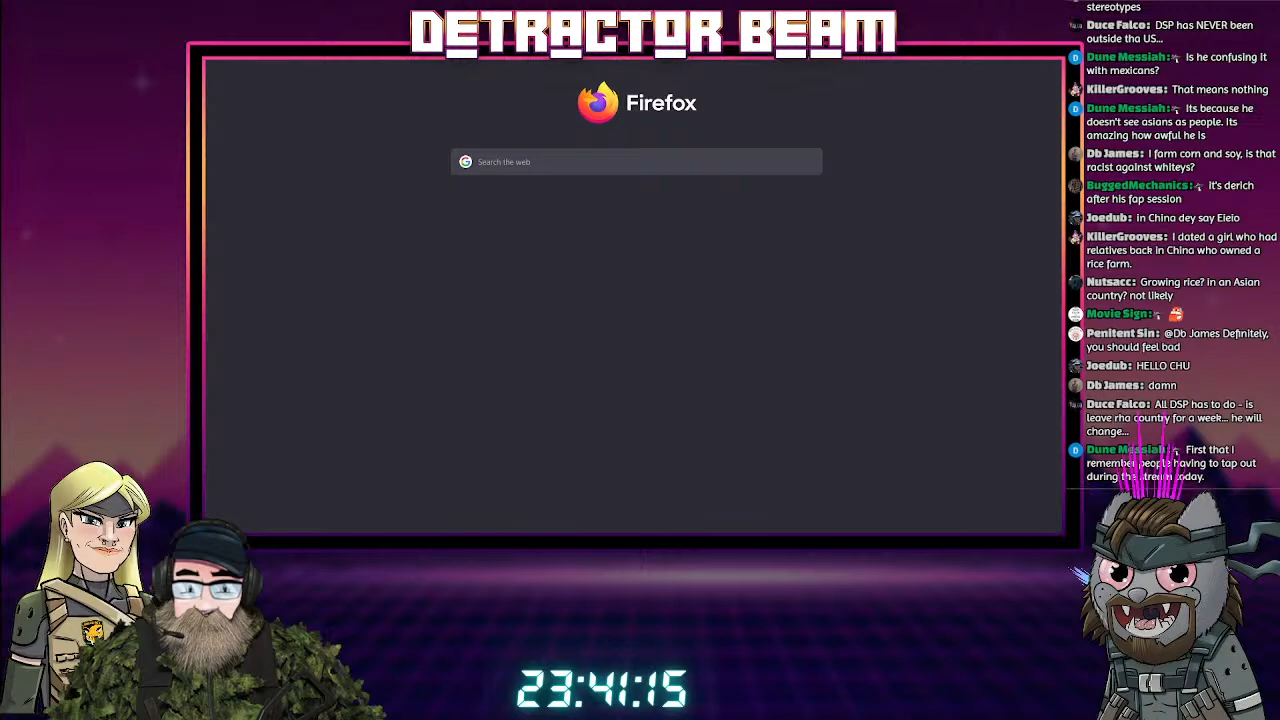 DETRACTOR BEAM
Firefox
Search the web
stereotypes
Duce Falco: DSP has NEVER been
outside tha US...
Dune Messiah: Is he confusing it
with mexicans?
KillerGrooves: That means nothing
Dune Messiah: Its because he
doesn't see asians as people. Its
amazing how awful he is
Db James: I farm corn and soy, is that
racist against whiteys?
BuggedMechanics: It's derich
after his fap session
Joedub: in China dey say Eieio
KillerGrooves: I dated a girl who had
relatives back in China who owned a
rice farm.
Nutsacc: Growing rice? In an Asian
country? not likely
Movie Sign:
Penitent Sin: @Db James Definitely,
you should feel bad
Joedub: HELLO CHU
Db James: damn
Duce Falco: All DSP has to do - is
leave rha country for a week... he will
change...
Dune Messiah: First that I
remember people having to tap out
during the stream today.
23:41:15